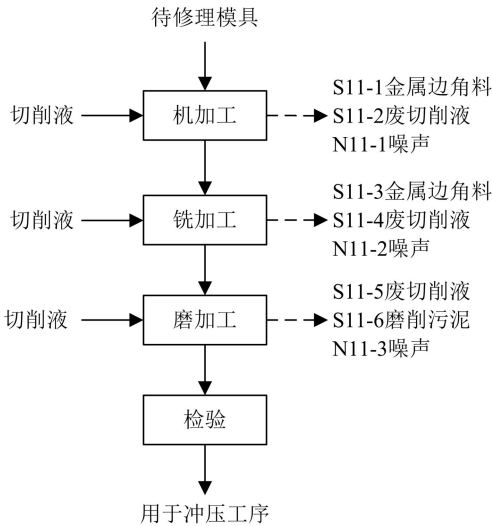 待修理模具
切削液
机加工
S11-1金属边角料
S11-2废切削液
N11-1噪声
切削液
铣加工
S11-3金属边角料
S11-4废切削液
N11-2噪声
切削液
磨加工
S11-5废切削液
S11-6磨削污泥
N11-3噪声
检验
用于冲压工序